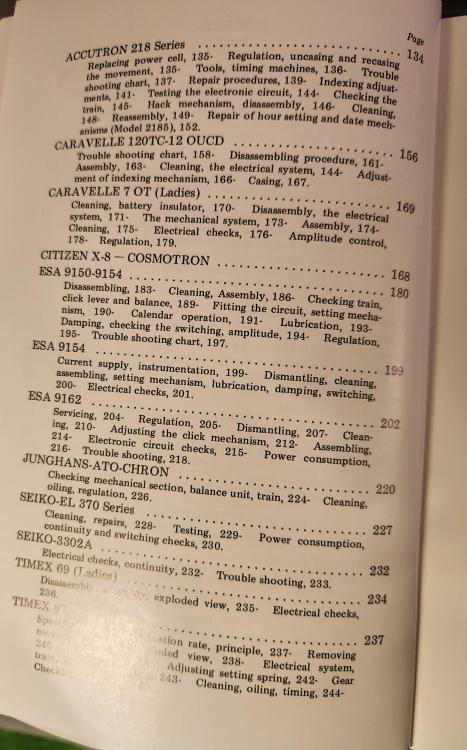 Page
ACCUTRON 218 Series . . . . . . . . . . . . . . . . . . . . . . . . 134
Replacing power cell, 135- Regulation, uncasing and recasing
the movement, 135- Tools, timing machines, 136- Trouble
shooting chart, 137- Repair procedures, 139- Indexing adjust-
ments, 141- Testing the electronic circuit, 144- Checking the
train, 145- Hack mechanism, disassembly, 146- Cleaning,
148- Reassembly, 149- Repair of hour setting and date mech-
anisms (Model 2185), 152.
CARAVELLE 120TC-12 OUCD . . . . . . . . . . . . . . . . . . . . 156
Trouble shooting chart, 158- Disassembling procedure, 161-
Assembly, 163- Cleaning, the electrical system, 144- Adjust-
ment of indexing mechanism, 166- Casing, 167.
CARAVELLE 7 OT (Ladies) . . . . . . . . . . . . . . . . . . . . . . 169
Cleaning, battery insulator, 170- Disassembly, the electrical
system, 171- The mechanical system, 173- Assembly, 174-
Cleaning, 175- Electrical checks, 176- Amplitude control,
178- Regulation, 179.
CITIZEN X-8 — COSMOTRON . . . . . . . . . . . . . . . . . . . . 168
ESA 9150-9154 . . . . . . . . . . . . . . . . . . . . . . . . . . . . . . 180
Disassembling, 183- Cleaning, Assembly, 186- Checking train,
click lever and balance, 189- Fitting the circuit, setting mecha-
nism, 190- Calendar operation, 191- Lubrication, 193-
Damping, checking the switching, amplitude, 194- Regulation,
195- Trouble shooting chart, 197.
ESA 9154 . . . . . . . . . . . . . . . . . . . . . . . . . . . . . . . . . . 199
Current supply, instrumentation, 199- Dismantling, cleaning,
assembling, setting mechanism, lubrication, damping, switching,
200- Electrical checks, 201.
ESA 9162 . . . . . . . . . . . . . . . . . . . . . . . . . . . . . . . . . . 202
Servicing, 204- Regulation, 205- Dismantling, 207- Clean-
ing, 210- Adjusting the click mechanism, 212- Assembling,
214- Electronic circuit checks, 215- Power consumption,
216- Trouble shooting, 218.
JUNGHANS-ATO-CHRON . . . . . . . . . . . . . . . . . . . . . . . 220
Checking mechanical section, balance unit, train, 224- Cleaning,
oiling, regulation, 226.
SEIKO-EL 370 Series . . . . . . . . . . . . . . . . . . . . . . . . . . 227
Cleaning, repairs, 228- Testing, 229- Power consumption,
continuity and switching checks, 230.
SEIKO-3302A . . . . . . . . . . . . . . . . . . . . . . . . . . . . . . . 232
Electrical checks, continuity, 232- Trouble shooting, 233.
TIMEX 69 (Ladies) . . . . . . . . . . . . . . . . . . . . . . . . . . . 234
exploded view, 235- Electrical checks,
236.
TIMEX . . . . . . . . . . . . . . . . . . . . . . . . . . . . . . . . . . . 237
rate, principle, 237- Removing
view, 238- Electrical system,
Adjusting setting spring, 242- Gear
243- Cleaning, oiling, timing, 244-